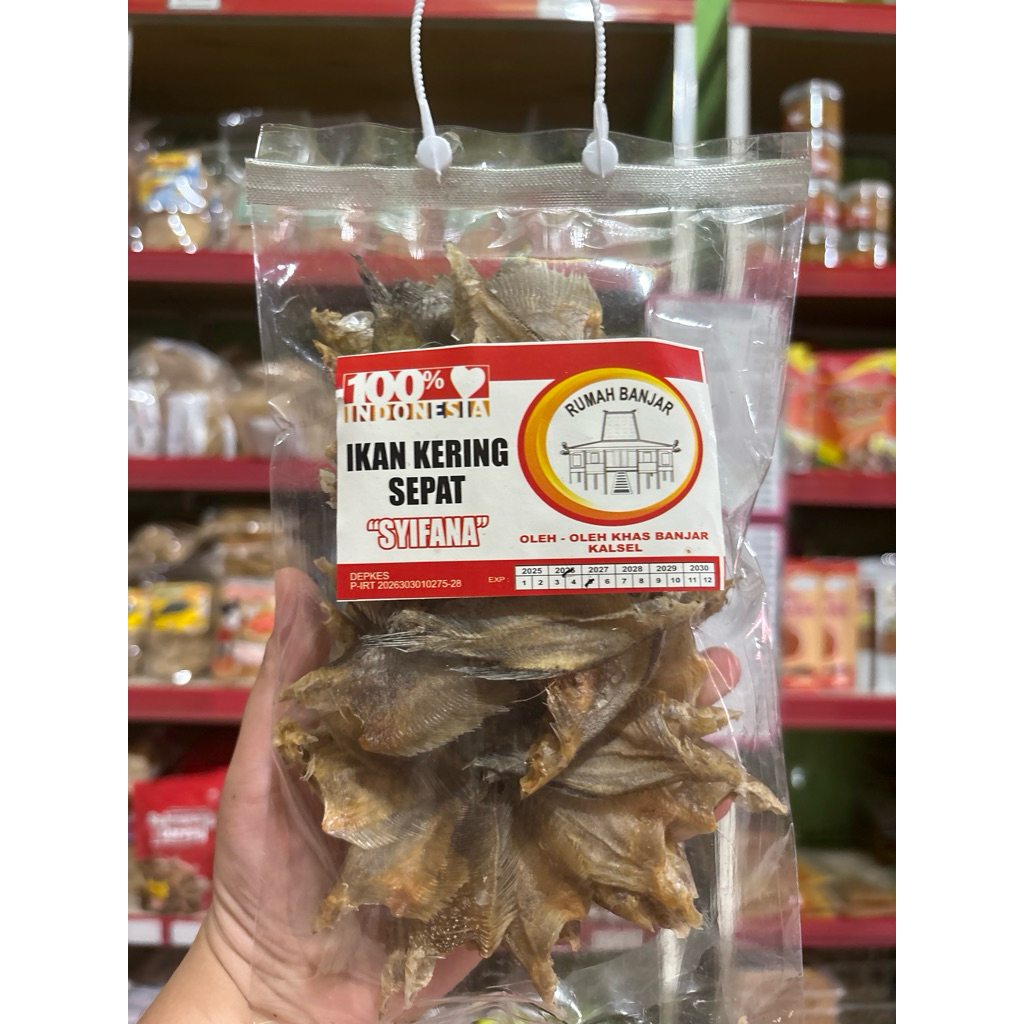 100%
INDONESIA
IKAN KERING
SEPAT
"SYIFANA"
RUMAH BANJAR
OLEH - OLEH KHAS BANJAR
KALSEL
DEPKES
P-IRT 2026303010275-28
EXP :
2025 2026 2027 2028 2029 2030
1 2 3 4 5 6 7 8 9 10 11 12